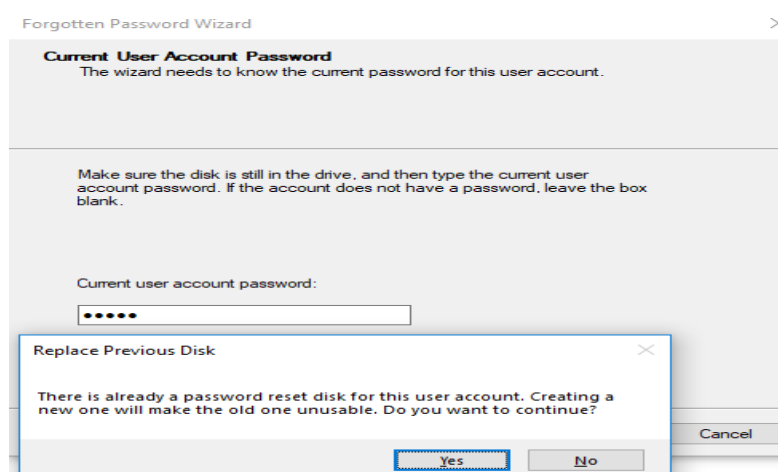 Forgotten Password Wizard
Current User Account Password
The wizard needs to know the current password for this user account.
Make sure the disk is still in the drive, and then type the current user
account password. If the account does not have a password, leave the box
blank.
Current user account password:
•••••
Replace Previous Disk
There is already a password reset disk for this user account. Creating a
new one will make the old one unusable. Do you want to continue?
Cancel
Yes No